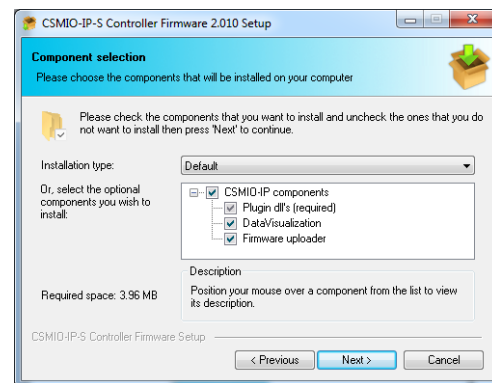 CSMIO-IP-S Controller Firmware 2.010 Setup
Component selection
Please choose the components that will be installed on your computer
Please check the components that you want to install and uncheck the ones that you do
not want to install then press 'Next' to continue.
Installation type:
Default
Or, select the optional
components you wish to
install:
CSMIO-IP components
Plugin dll's (required)
DataVisualization
Firmware uploader
Required space: 3.96 MB
Description
Position your mouse over a component from the list to view
its description.
CSMIO-IP-S Controller Firmware Setup
< Previous
Next >
Cancel